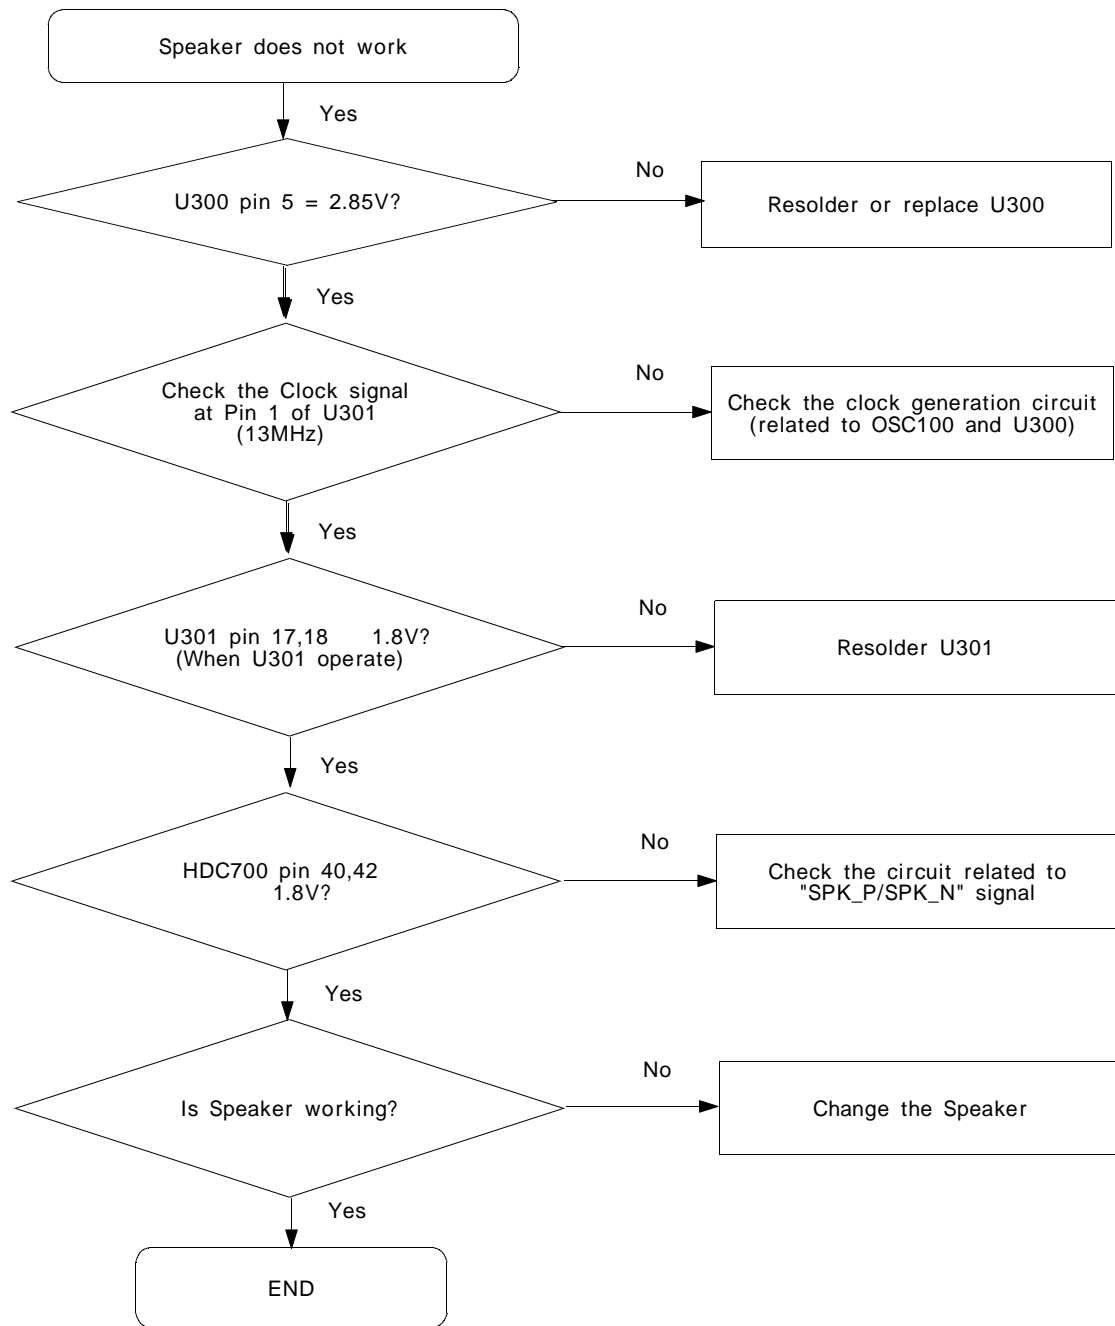 Speaker does not work
Yes
U300 pin 5 = 2.85V?
No
Resolder or replace U300
Yes
Check the Clock signal
at Pin 1 of U301
(13MHz)
No
Check the clock generation circuit
(related to OSC100 and U300)
Yes
U301 pin 17,18 1.8V?
(When U301 operate)
No
Resolder U301
Yes
HDC700 pin 40,42
1.8V?
No
Check the circuit related to
"SPK_P/SPK_N" signal
Yes
Is Speaker working?
No
Change the Speaker
Yes
END